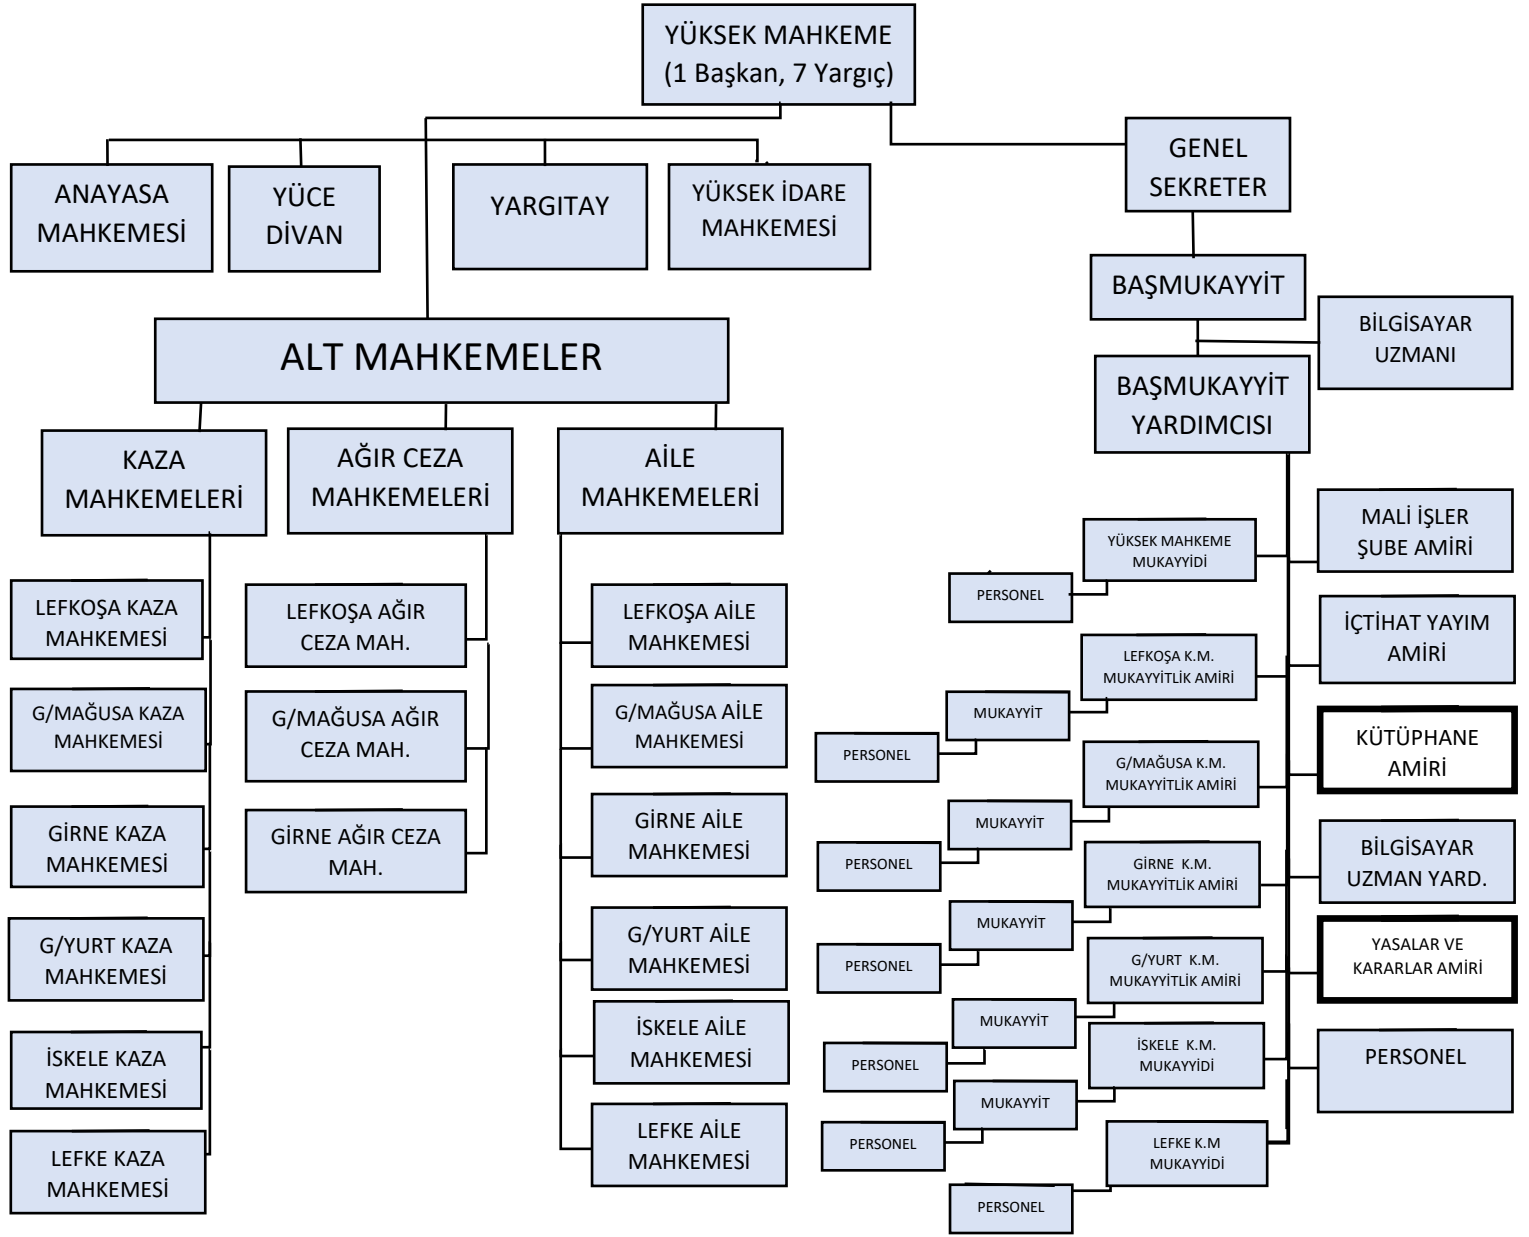 YÜKSEK MAHKEME
(1 Başkan, 7 Yargıç)
GENEL
SEKRETER
ANAYASA
MAHKEMESİ
YÜCE
DİVAN
YARGITAY
YÜKSEK İDARE
MAHKEMESİ
BAŞMUKAYYİT
BİLGİSAYAR
UZMANI
BAŞMUKAYYİT
YARDIMCISI
ALT MAHKEMELER
KAZA
MAHKEMELERİ
AĞIR CEZA
MAHKEMELERİ
AİLE
MAHKEMELERİ
LEFKOŞA KAZA
MAHKEMESİ
G/MAĞUSA KAZA
MAHKEMESİ
GİRNE KAZA
MAHKEMESİ
G/YURT KAZA
MAHKEMESİ
İSKELE KAZA
MAHKEMESİ
LEFKE KAZA
MAHKEMESİ
LEFKOŞA AĞIR
CEZA MAH.
G/MAĞUSA AĞIR
CEZA MAH.
GİRNE AĞIR CEZA
MAH.
LEFKOŞA AİLE
MAHKEMESİ
G/MAĞUSA AİLE
MAHKEMESİ
GİRNE AİLE
MAHKEMESİ
G/YURT AİLE
MAHKEMESİ
İSKELE AİLE
MAHKEMESİ
LEFKE AİLE
MAHKEMESİ
YÜKSEK MAHKEME
MUKAYYİDİ
PERSONEL
LEFKOŞA K.M.
MUKAYYİTLİK AMİRİ
MUKAYYİT
PERSONEL
G/MAĞUSA K.M.
MUKAYYİTLİK AMİRİ
MUKAYYİT
PERSONEL
GİRNE K.M.
MUKAYYİTLİK AMİRİ
MUKAYYİT
PERSONEL
G/YURT K.M.
MUKAYYİTLİK AMİRİ
MUKAYYİT
PERSONEL
İSKELE K.M.
MUKAYYİDİ
MUKAYYİT
PERSONEL
LEFKE K.M
MUKAYYİDİ
PERSONEL
MALİ İŞLER
ŞUBE AMİRİ
İÇTİHAT YAYIM
AMİRİ
KÜTÜPHANE
AMİRİ
BİLGİSAYAR
UZMAN YARD.
YASALAR VE
KARARLAR AMİRİ
PERSONEL